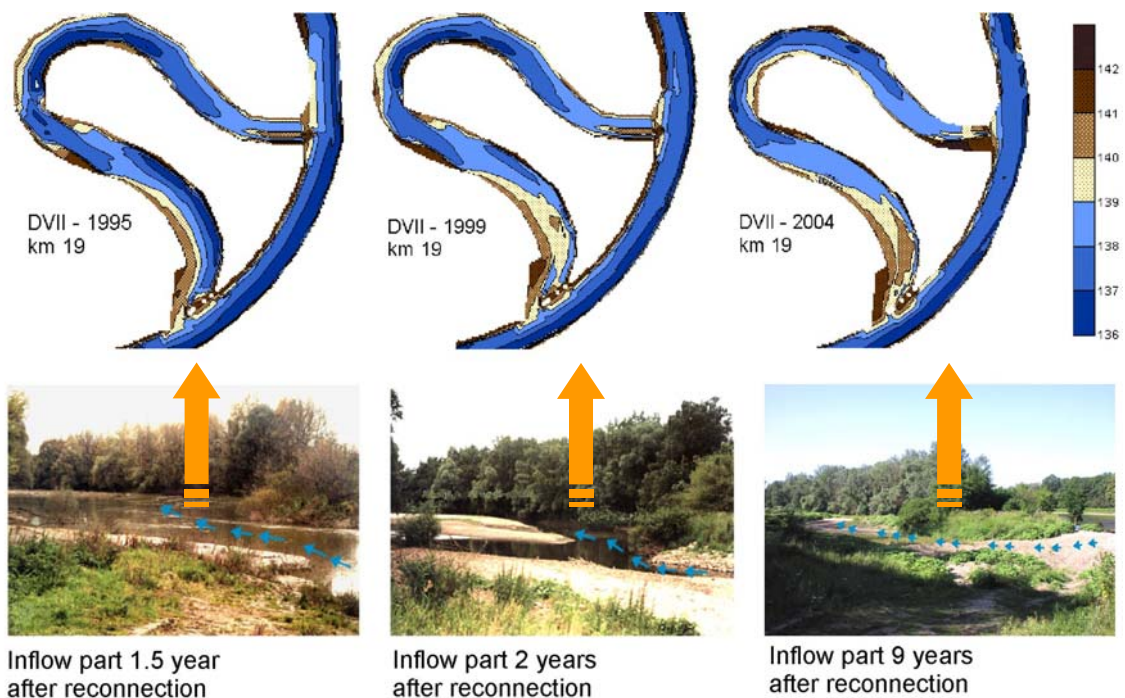 DVII - 1995
km 19
DVII - 1999
km 19
DVII - 2004
km 19
142
141
140
139
138
137
136
Inflow part 1.5 year
after reconnection
Inflow part 2 years
after reconnection
Inflow part 9 years
after reconnection